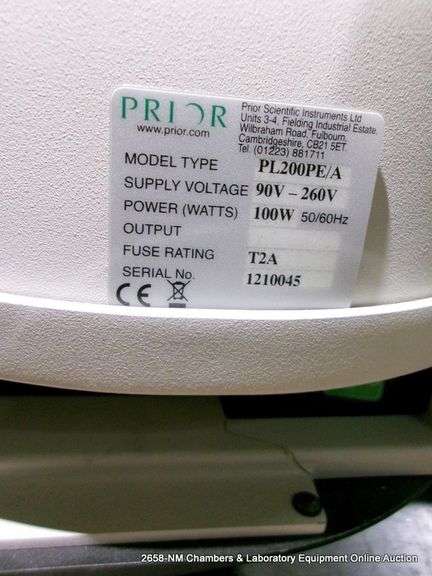 PRIOR
www.prior.com
Prior Scientific Instruments Ltd
Units 3-4, Fielding Industrial Estate,
Wilbraham Road, Fulbourn,
Cambridgeshire, CB21 5ET
Tel. (01223) 881711
MODEL TYPE PL200PE/A
SUPPLY VOLTAGE 90V – 260V
POWER (WATTS) 100W 50/60Hz
OUTPUT
FUSE RATING T2A
SERIAL No. 1210045
CE
2658-NM Chambers & Laboratory Equipment Online Auction